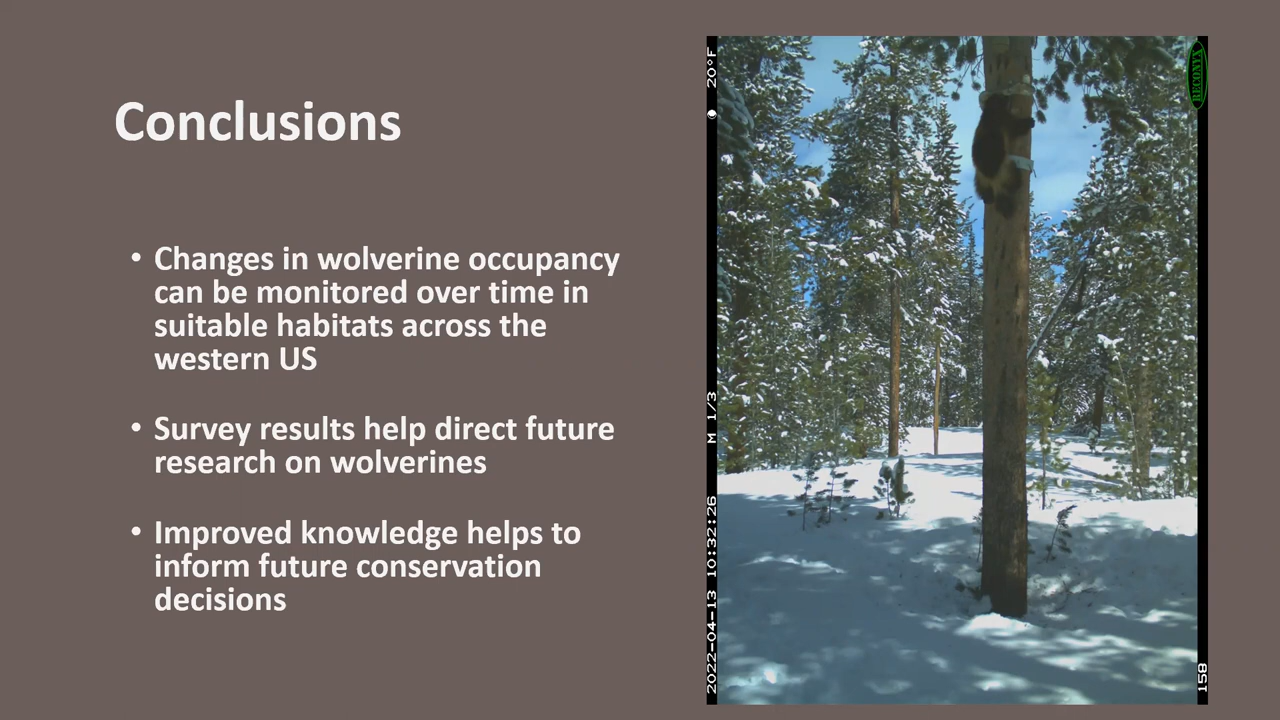 Conclusions
• Changes in wolverine occupancy
can be monitored over time in
suitable habitats across the
western US
• Survey results help direct future
research on wolverines
• Improved knowledge helps to
inform future conservation
decisions
2022-04-13 10:32:26 M 1/3 20°F
RECONYX
158